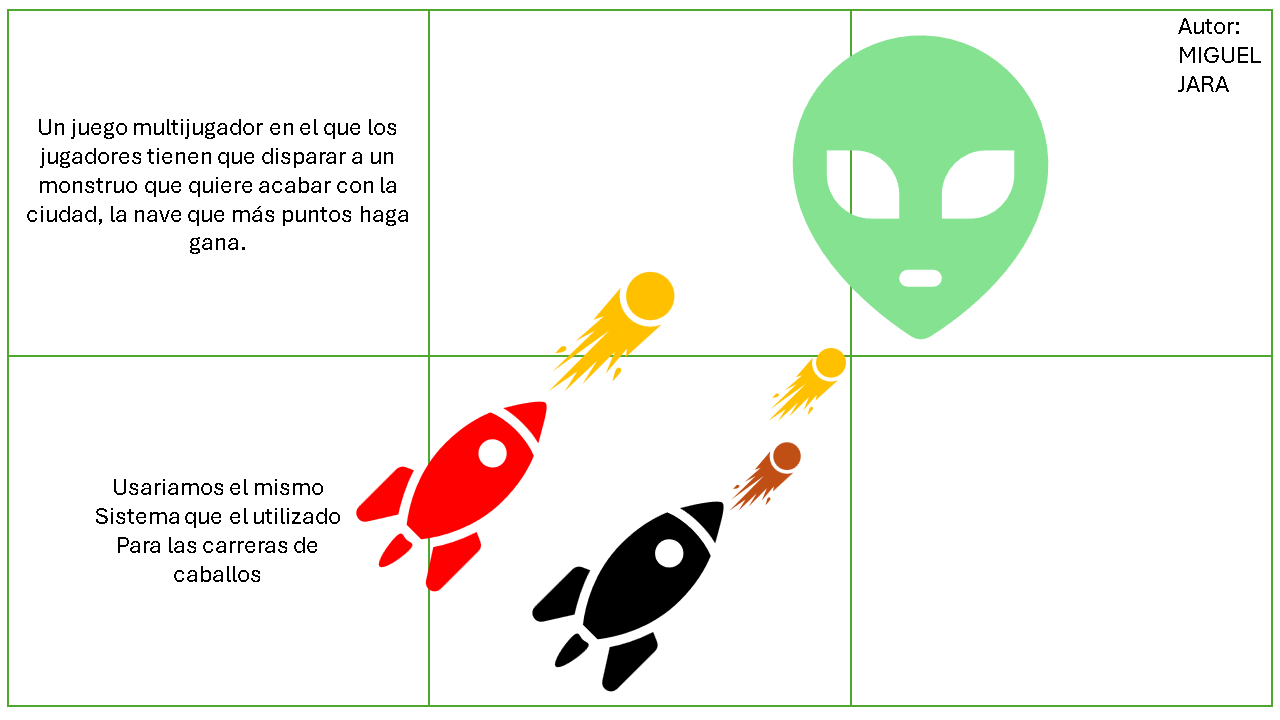 Un juego multijugador en el que los
jugadores tienen que disparar a un
monstruo que quiere acabar con la
ciudad, la nave que más puntos haga
gana.
Autor:
MIGUEL
JARA
Usariamos el mismo
Sistema que el utilizado
Para las carreras de
caballos